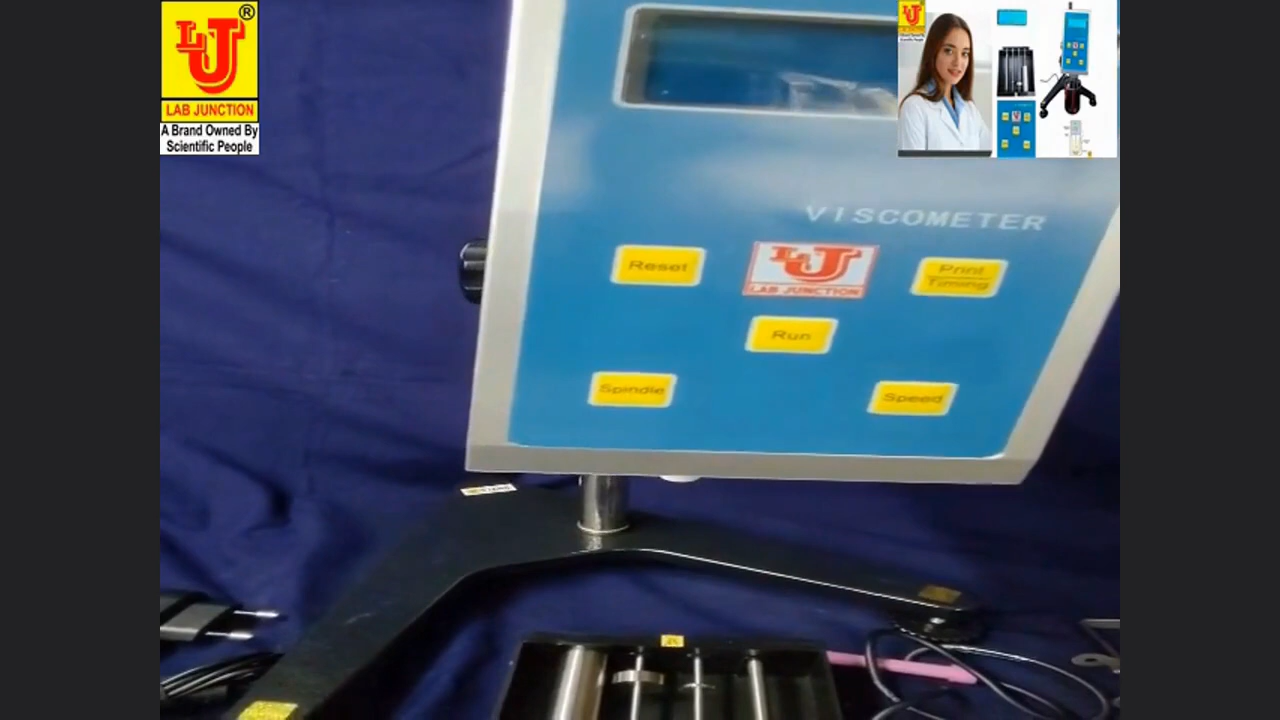 LJ®
LAB JUNCTION
A Brand Owned By
Scientific People
VISCOMETER
Reset
LJ
LAB JUNCTION
Print
Timing
Run
Spindle
Speed